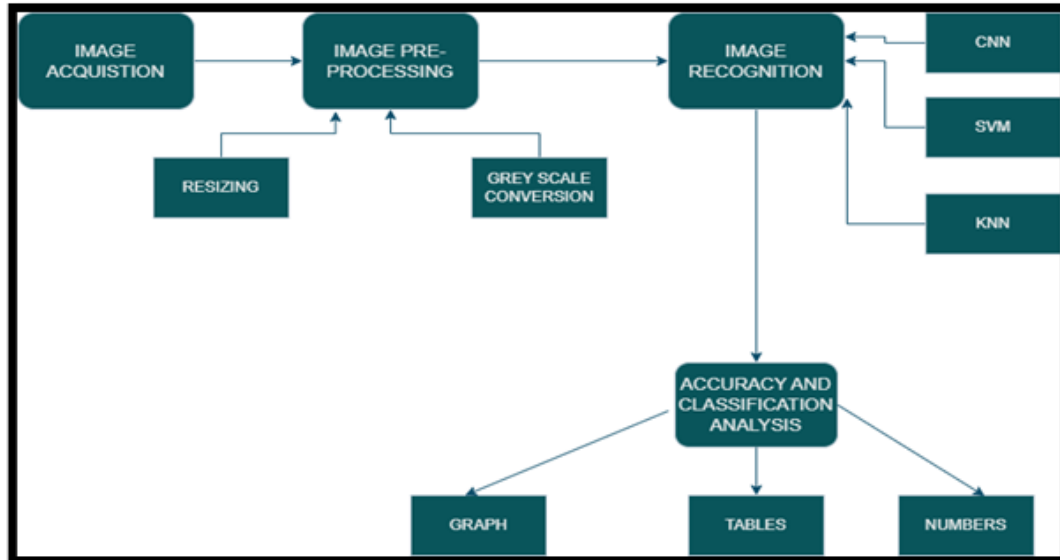 IMAGE
ACQUISTION
IMAGE PRE-
PROCESSING
IMAGE
RECOGNITION
CNN
SVM
RESIZING
GREY SCALE
CONVERSION
KNN
ACCURACY AND
CLASSIFICATION
ANALYSIS
GRAPH
TABLES
NUMBERS